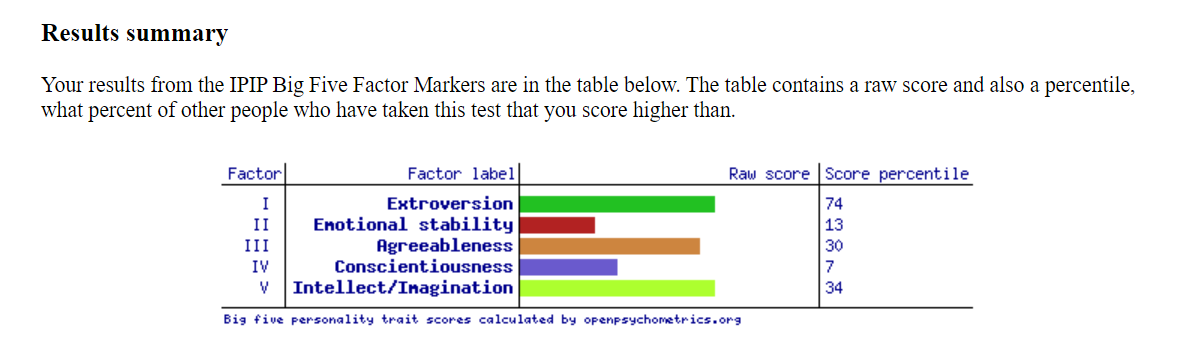 Results summary
Your results from the IPIP Big Five Factor Markers are in the table below. The table contains a raw score and also a percentile,
what percent of other people who have taken this test that you score higher than.
Factor Factor label Raw score Score percentile
I Extroversion 74
II Emotional stability 13
III Agreeableness 30
IV Conscientiousness 7
V Intellect/Imagination 34
Big five personality trait scores calculated by openpsychometrics.org